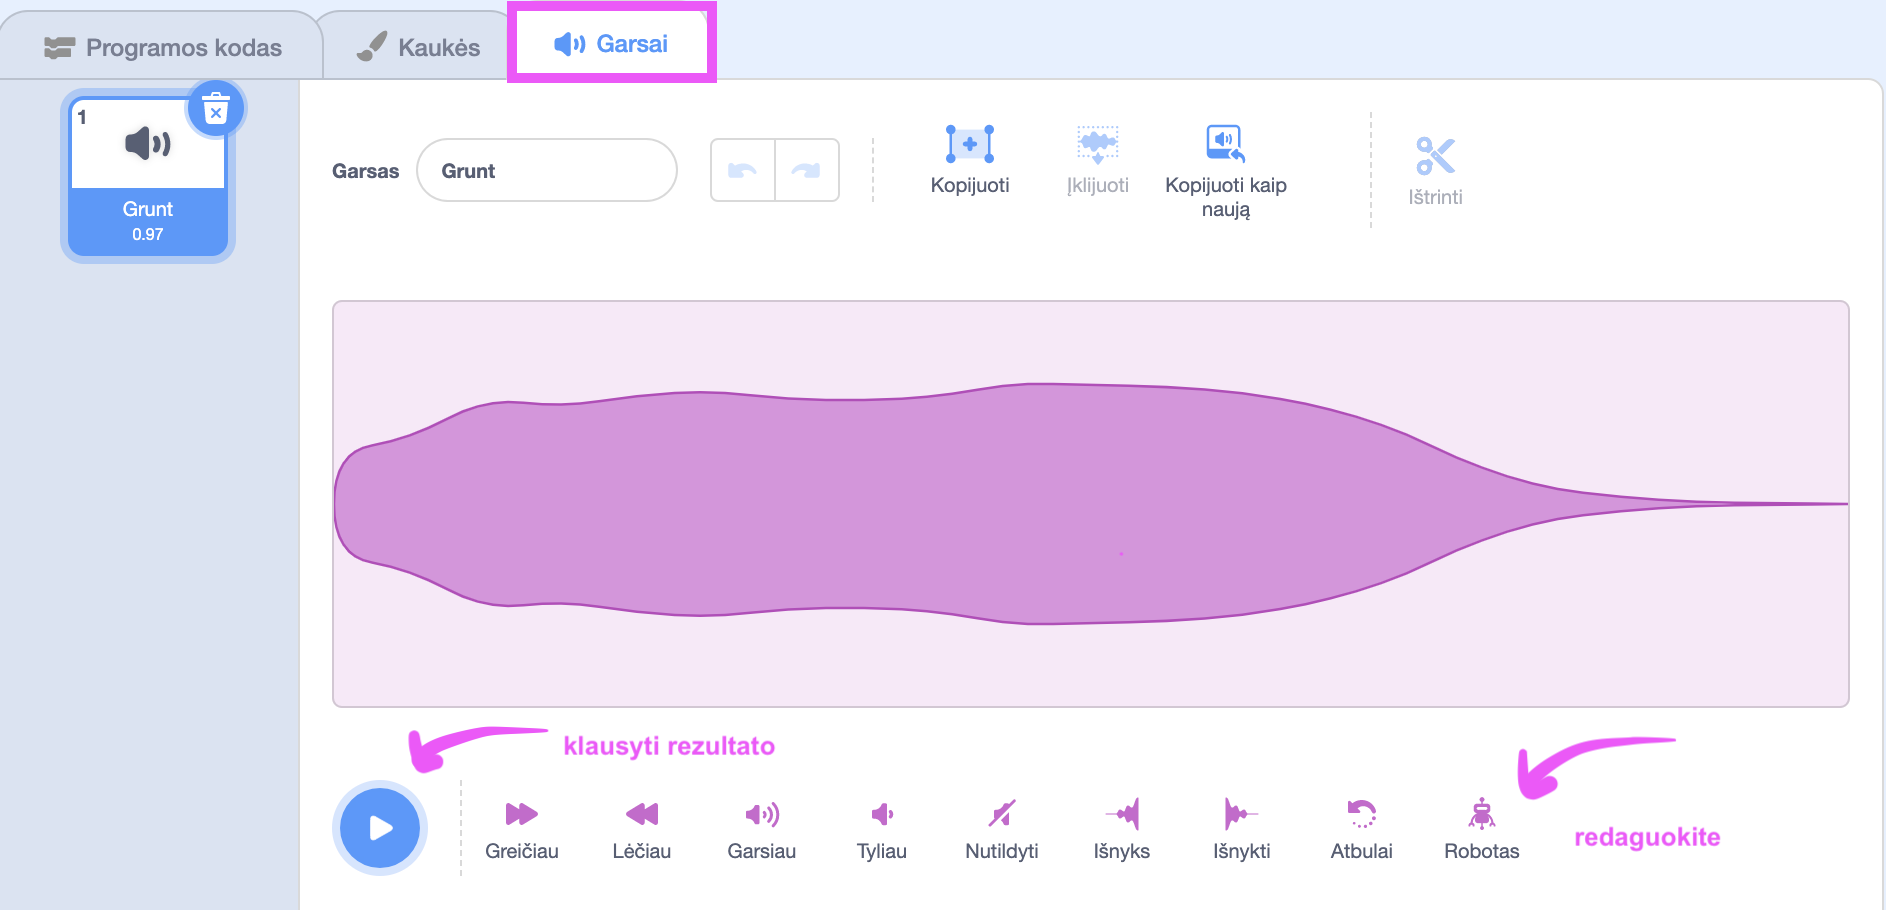 Programos kodas
Kaukės
Garsai
1
Grunt
0.97
Garsas
Grunt
Kopijuoti
Įklijuoti
Kopijuoti kaip
naują
Ištrinti
klausyti rezultato
redaguokite
Greičiau
Lėčiau
Garsiau
Tyliau
Nutildyti
Išnyks
Išnykti
Atbulai
Robotas